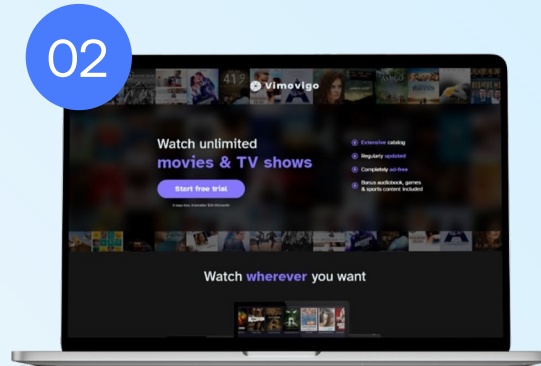 02
Vimovigo
Watch unlimited
movies & TV shows
Start free trial
Extensive catalog
Regularly updated
Completely ad-free
Bonus audiobook, games
& sports content included
Watch wherever you want